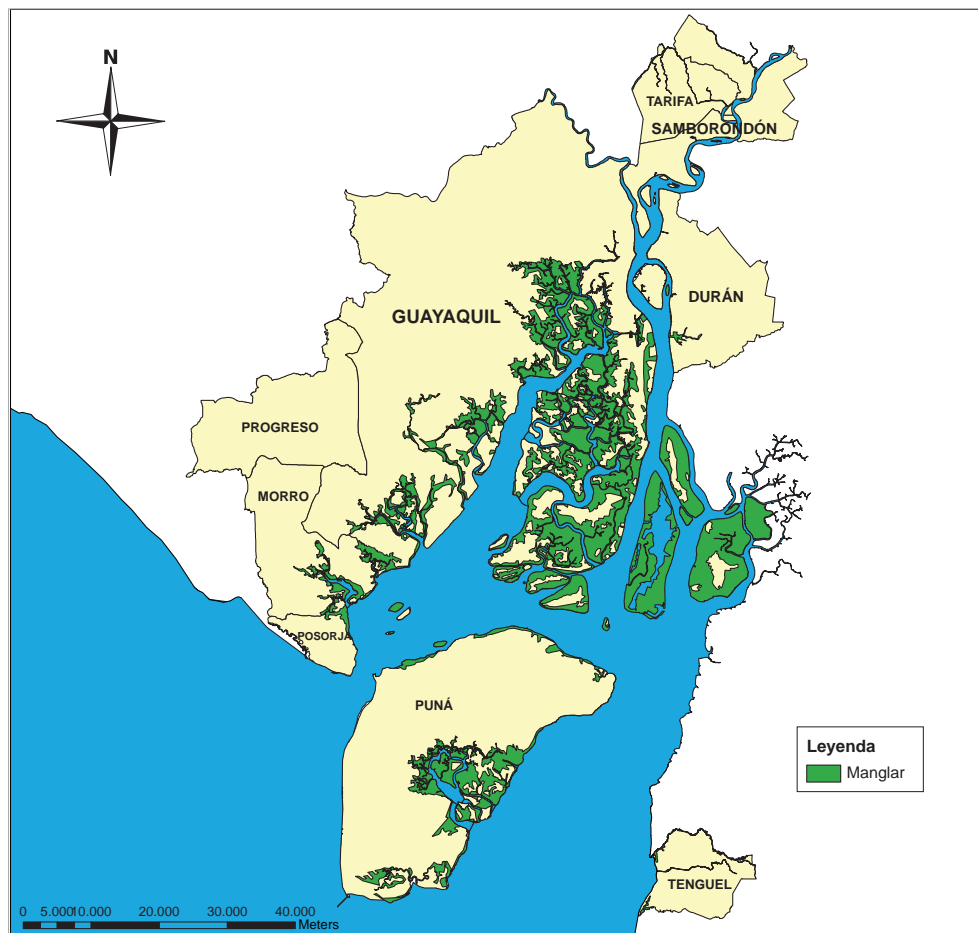 N
TARIFA
SAMBORONDÓN
DURÁN
GUAYAQUIL
PROGRESO
MORRO
POSORJA
PUNÁ
Leyenda
Manglar
TENGUEL
0 5.000 10.000 20.000 30.000 40.000
Meters